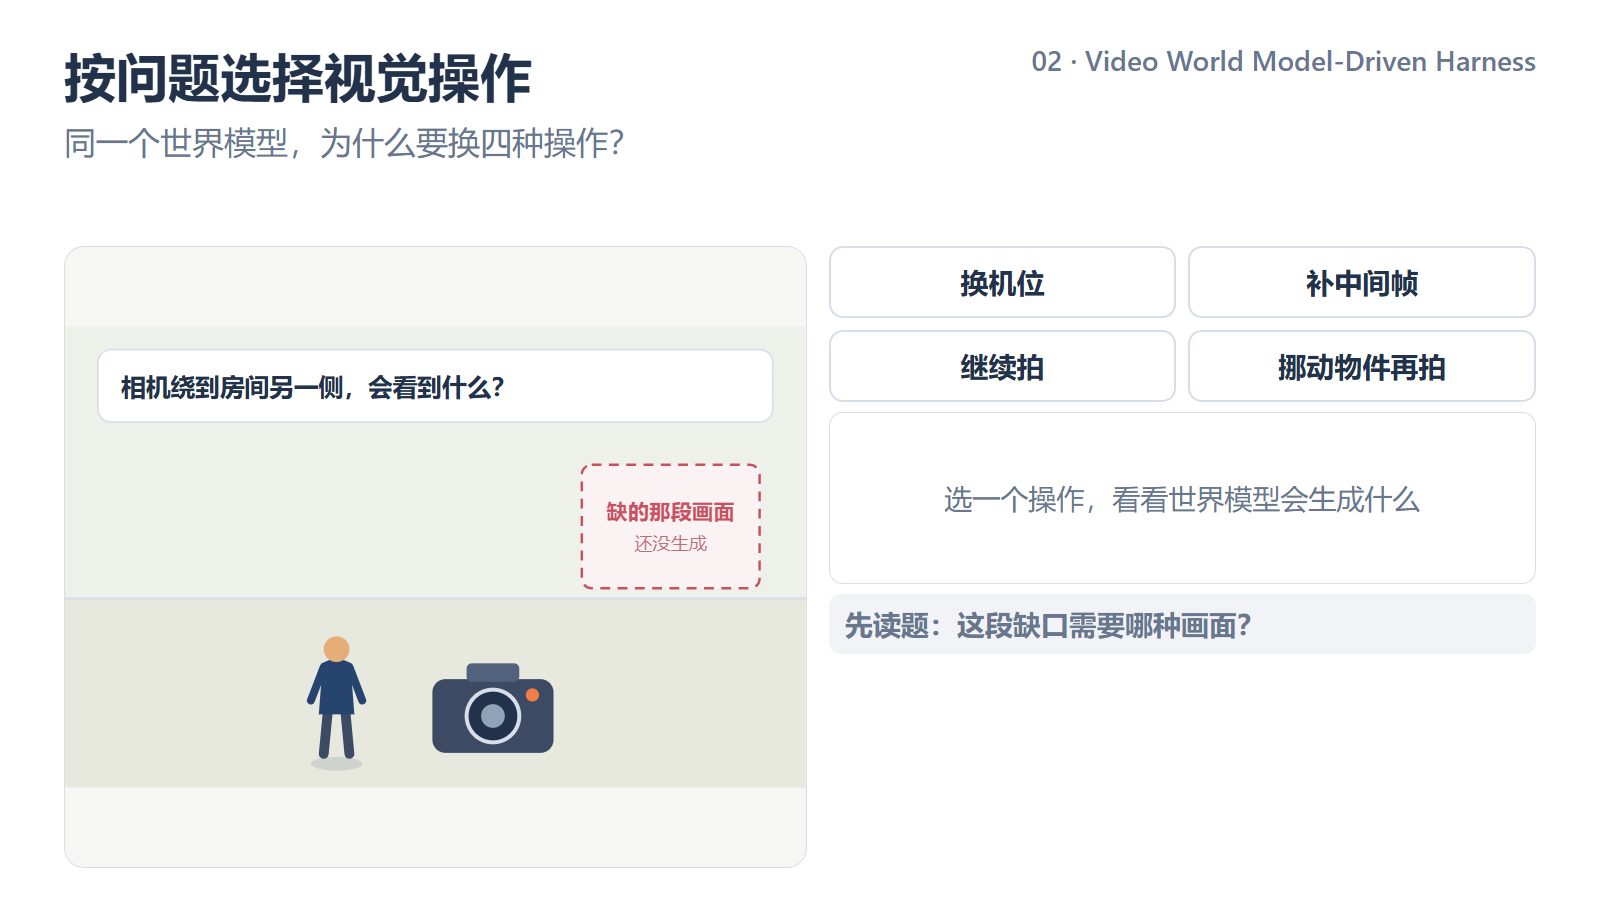 按问题选择视觉操作
02 · Video World Model-Driven Harness
同一个世界模型，为什么要换四种操作？
相机绕到房间另一侧，会看到什么？
缺的那段画面
还没生成
换机位
补中间帧
继续拍
挪动物件再拍
选一个操作，看看世界模型会生成什么
先读题：这段缺口需要哪种画面？